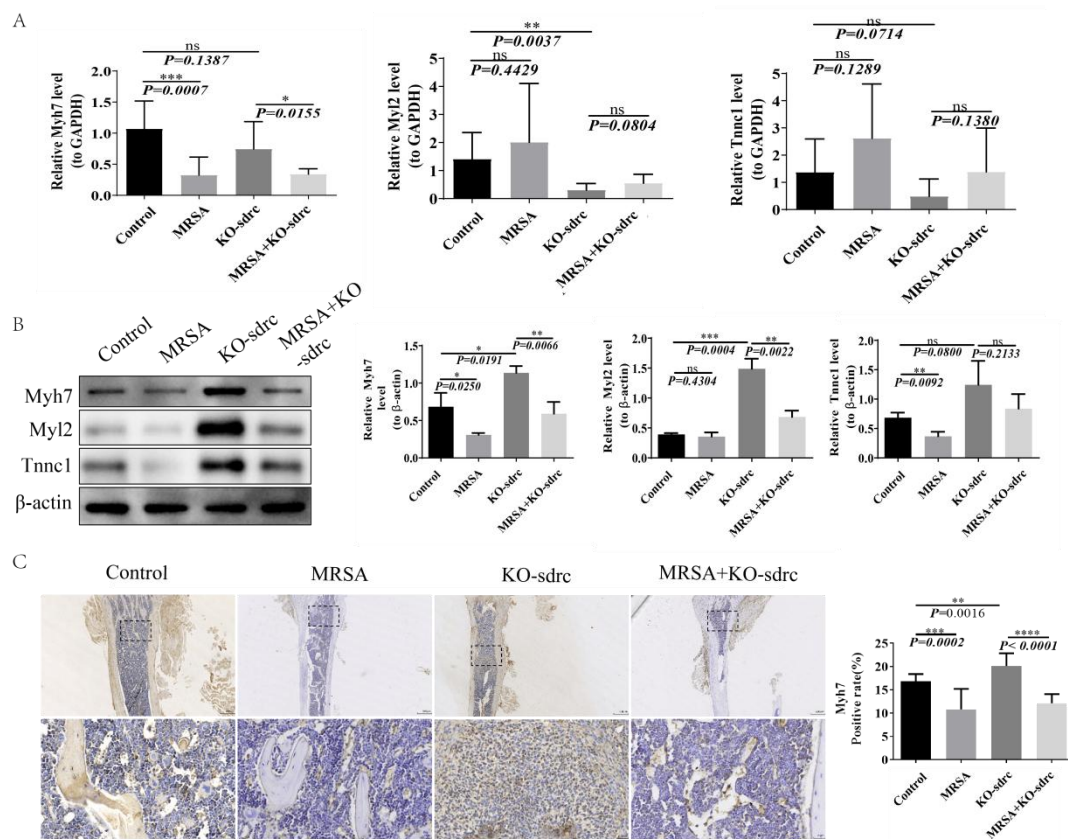 A
Relative Myh7 level
(to GAPDH)
2.0
1.5
1.0
0.5
0.0
ns
P=0.1387
***
P=0.0007
*
P=0.0155
Control
MRSA
KO-sdrc
MRSA+KO-sdrc
Relative Myl2 level
(to GAPDH)
5
4
3
2
1
0
**
P=0.0037
ns
P=0.4429
ns
P=0.0804
Control
MRSA
KO-sdrc
MRSA+KO-sdrc
Relative Tnnc1 level
(to GAPDH)
5
4
3
2
1
0
ns
P=0.0714
ns
P=0.1289
ns
P=0.1380
Control
MRSA
KO-sdrc
MRSA+KO-sdrc
B
Control
MRSA
KO-sdrc
MRSA+KO
-sdrc
Myh7
Myl2
Tnnc1
β-actin
Relative Myh7
level
(to β-actin)
1.5
1.0
0.5
0.0
*
P=0.0191
**
P=0.0066
*
P=0.0250
Control
MRSA
KO-sdrc
MRSA+KO-sdrc
Relative Myl2 level
(to β-actin)
2.0
1.5
1.0
0.5
0.0
***
P=0.0004
**
P=0.0022
ns
P=0.4304
Control
MRSA
KO-sdrc
MRSA+KO-sdrc
Relative Tnnc1 level
(to β-actin)
2.0
1.5
1.0
0.5
0.0
ns
P=0.0800
ns
P=0.2133
**
P=0.0092
Control
MRSA
KO-sdrc
MRSA+KO-sdrc
C
Control
MRSA
KO-sdrc
MRSA+KO-sdrc
Myh7
Positive rate(%)
25
20
15
10
5
0
**
P=0.0016
***
P=0.0002
****
P< 0.0001
Control
MRSA
KO-sdrc
MRSA+KO-sdrc